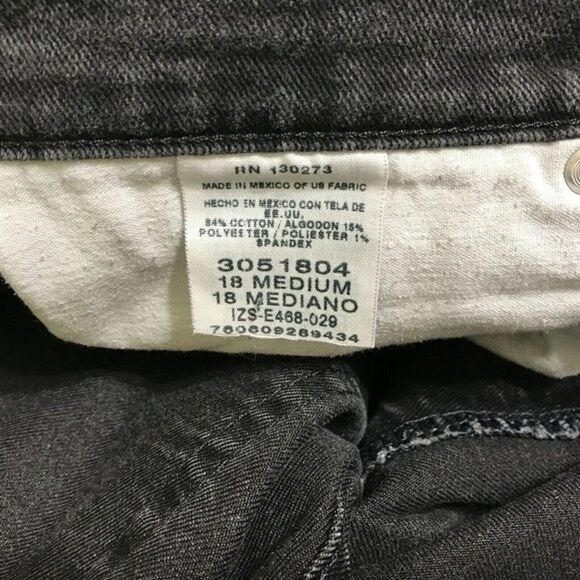 RN 130273
MADE IN MEXICO OF US FABRIC
HECHO EN MEXICO CON TELA DE
EE.UU.
84% COTTON / ALGODON 15%
POLYESTER / POLIESTER 1%
SPANDEX
3051804
18 MEDIUM
18 MEDIANO
IZS-E468-029
760609289434